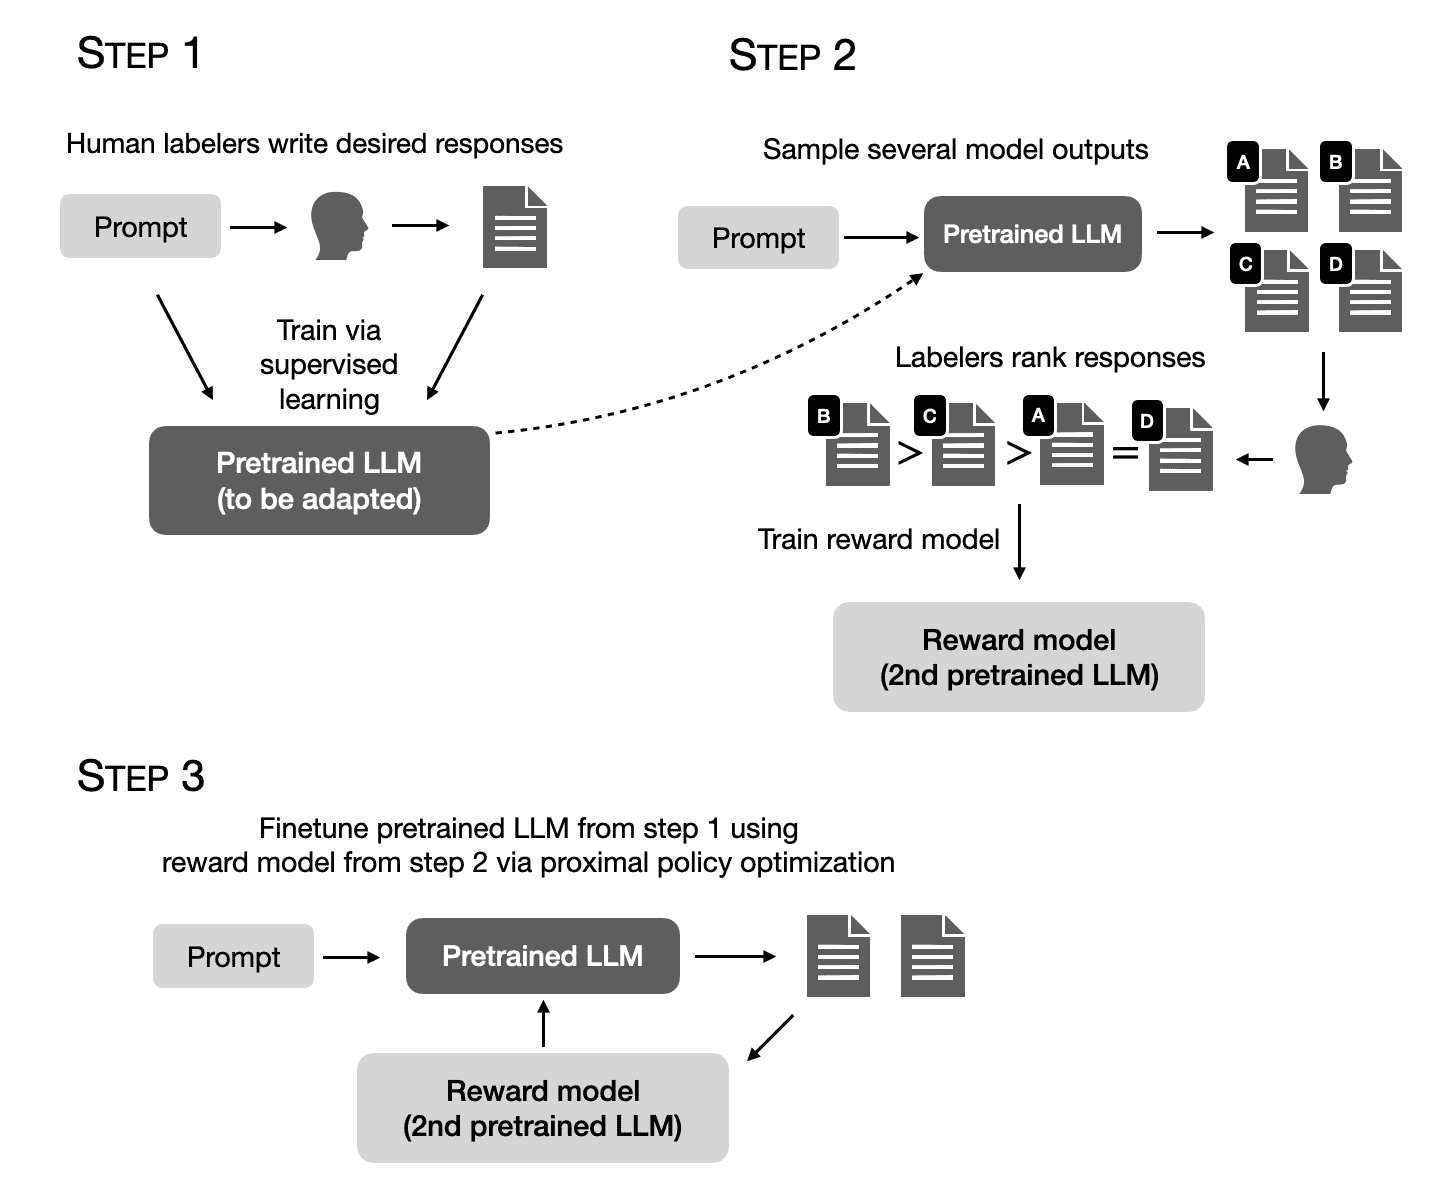 STEP 1
Human labelers write desired responses
Prompt
Train via
supervised
learning
Pretrained LLM
(to be adapted)
STEP 2
Sample several model outputs
Prompt
Pretrained LLM
A
B
C
D
Labelers rank responses
B > C > A = D
Train reward model
Reward model
(2nd pretrained LLM)
STEP 3
Finetune pretrained LLM from step 1 using
reward model from step 2 via proximal policy optimization
Prompt
Pretrained LLM
Reward model
(2nd pretrained LLM)